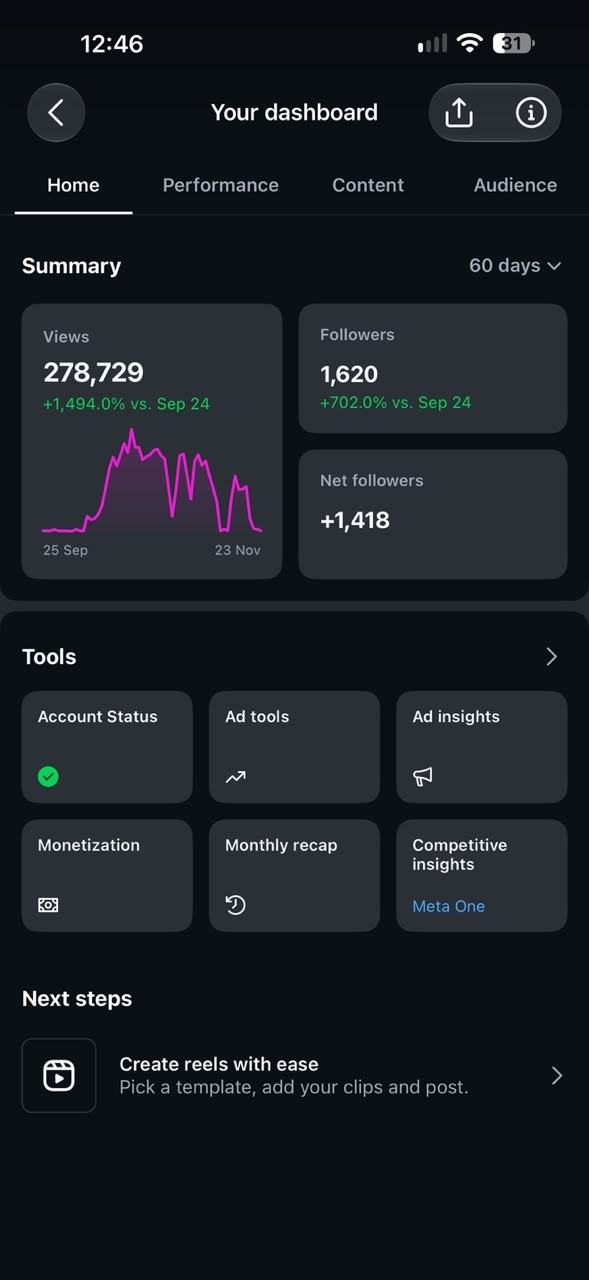 12:46
31
Your dashboard
Home
Performance
Content
Audience
Summary
60 days
Views
278,729
+1,494.0% vs. Sep 24
25 Sep
23 Nov
Followers
1,620
+702.0% vs. Sep 24
Net followers
+1,418
Tools
Account Status
Ad tools
Ad insights
Monetization
Monthly recap
Competitive
insights
Meta One
Next steps
Create reels with ease
Pick a template, add your clips and post.